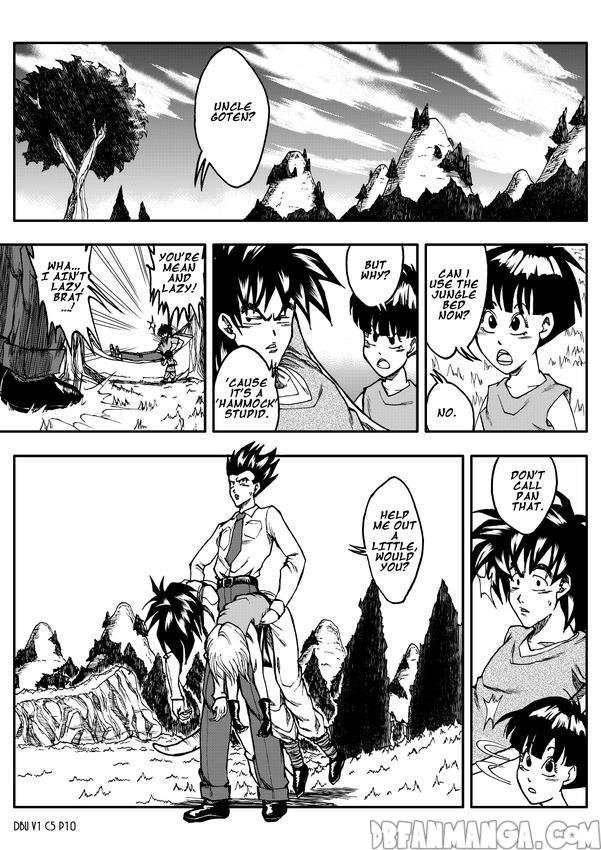 UNCLE
GOTEN?
CAN I
USE THE
JUNGLE
BED
NOW?
NO.
BUT
WHY?
'CAUSE
IT'S A
'HAMMOCK'
STUPID.
YOU'RE
MEAN
AND
LAZY!
WHA...
I AIN'T
LAZY,
BRAT
...!
DON'T
CALL
PAN
THAT.
HELP
ME OUT
A
LITTLE,
WOULD
YOU?
DBU V1 C5 P10
DBFANMANGA.COM